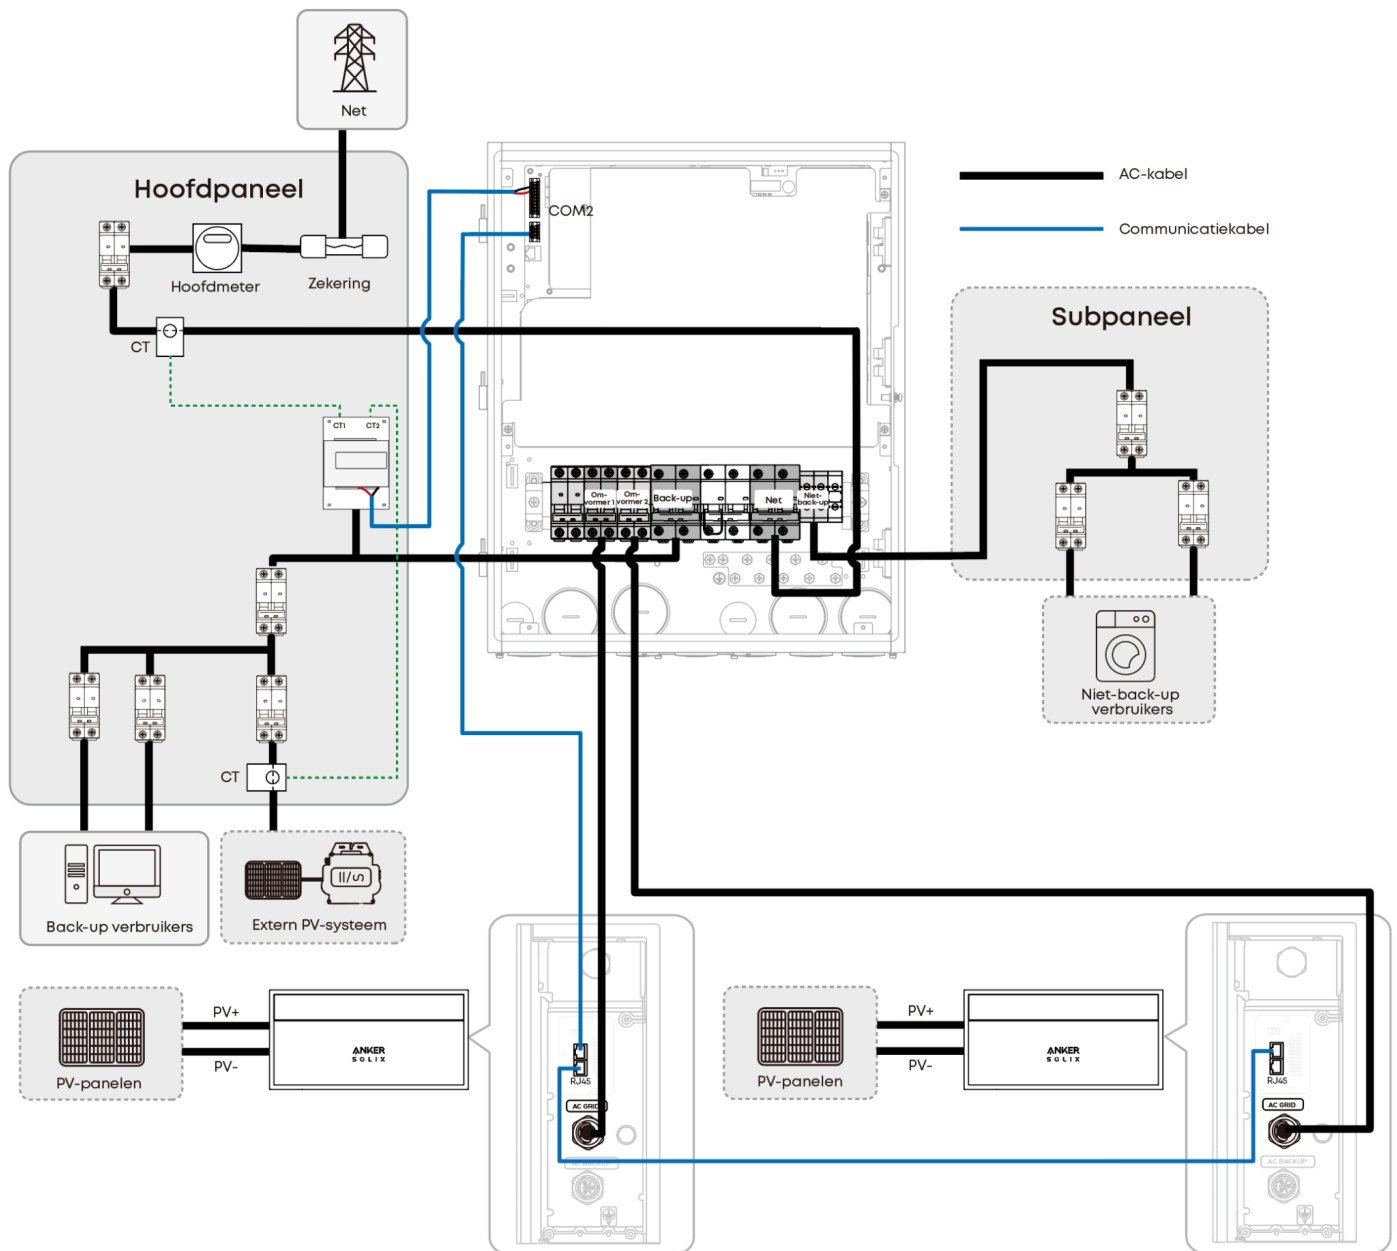 Net
Hoofdpaneel
Hoofdmeter
Zekering
CT
CT1
CT2
COM2
AC-kabel
Communicatiekabel
Subpaneel
Om-
vormer 1
Om-
vormer 2
Back-up
Net
Niet-
back-up
Niet-back-up
verbruikers
CT
Back-up verbruikers
Extern PV-systeem
PV-panelen
PV+
PV-
ANKER
SOLIX
RJ45
AC GRID
AC BACKUP
PV-panelen
PV+
PV-
ANKER
SOLIX
RJ45
AC GRID
AC BACKUP